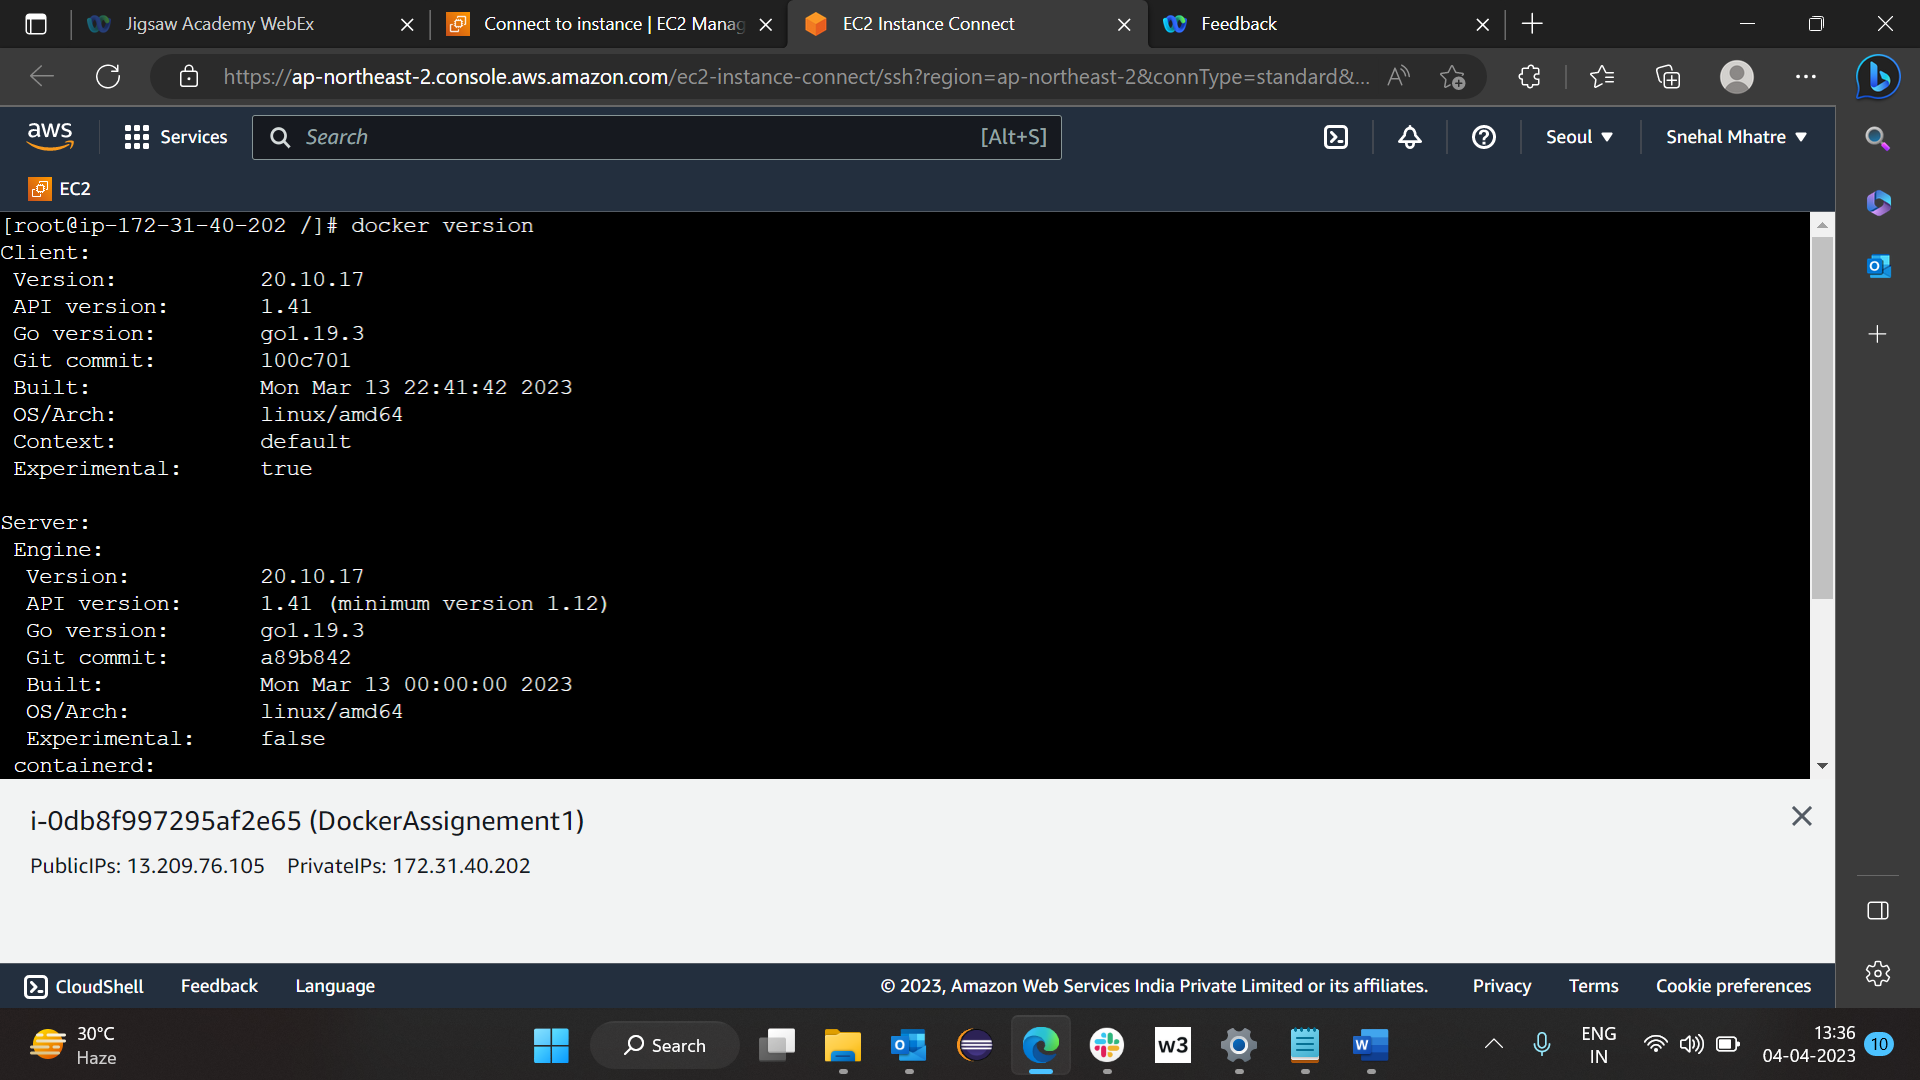 Jigsaw Academy WebEx
Connect to instance | EC2 Manag
EC2 Instance Connect
Feedback
https://ap-northeast-2.console.aws.amazon.com/ec2-instance-connect/ssh?region=ap-northeast-2&connType=standard&...
aws
Services
Search
[Alt+S]
Seoul
Snehal Mhatre
EC2
[root@ip-172-31-40-202 /]# docker version
Client:
Version: 20.10.17
API version: 1.41
Go version: go1.19.3
Git commit: 100c701
Built: Mon Mar 13 22:41:42 2023
OS/Arch: linux/amd64
Context: default
Experimental: true
Server:
Engine:
Version: 20.10.17
API version: 1.41 (minimum version 1.12)
Go version: go1.19.3
Git commit: a89b842
Built: Mon Mar 13 00:00:00 2023
OS/Arch: linux/amd64
Experimental: false
containerd:
i-0db8f997295af2e65 (DockerAssignement1)
PublicIPs: 13.209.76.105 PrivateIPs: 172.31.40.202
CloudShell
Feedback
Language
© 2023, Amazon Web Services India Private Limited or its affiliates.
Privacy
Terms
Cookie preferences
30°C
Haze
Search
w3
ENG
IN
13:36
04-04-2023
10